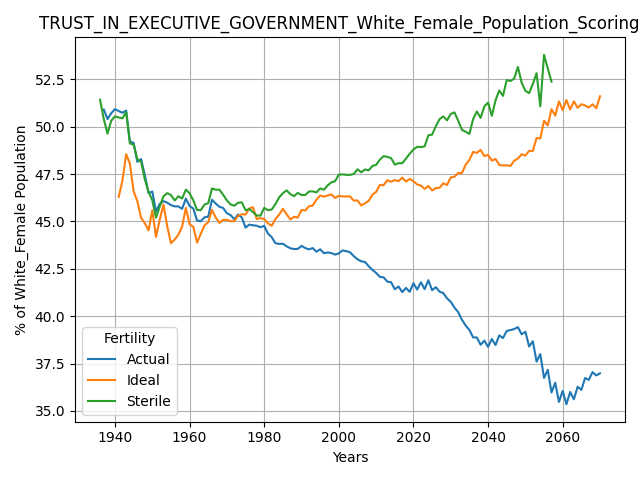 TRUST_IN_EXECUTIVE_GOVERNMENT_White_Female_Population_Scoring
% of White_Female Population
52.5
50.0
47.5
45.0
42.5
40.0
37.5
35.0
Fertility
Actual
Ideal
Sterile
1940 1960 1980 2000 2020 2040 2060
Years